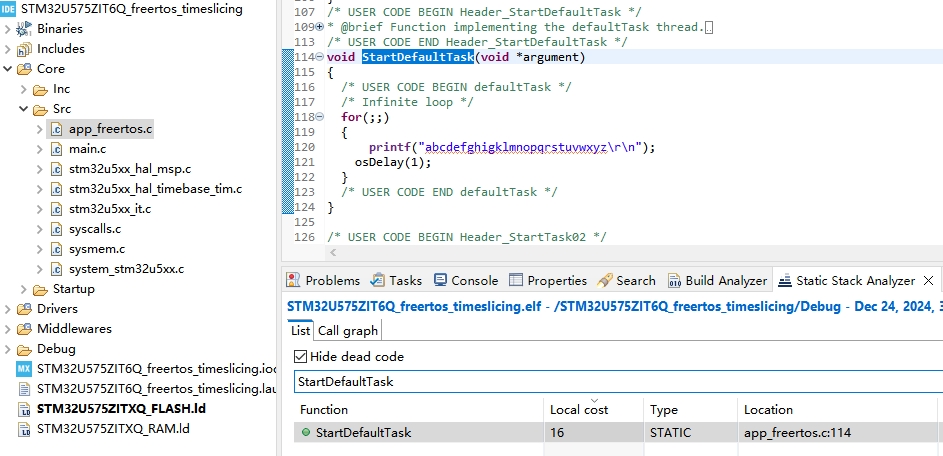 IDE STM32U575ZIT6Q_freertos_timeslicing
Binaries
Includes
Core
Inc
Src
app_freertos.c
main.c
stm32u5xx_hal_msp.c
stm32u5xx_hal_timebase_tim.c
stm32u5xx_it.c
syscalls.c
sysmem.c
system_stm32u5xx.c
Startup
Drivers
Middlewares
Debug
MX STM32U575ZIT6Q_freertos_timeslicing.ioc
STM32U575ZIT6Q_freertos_timeslicing.lau
STM32U575ZITXQ_FLASH.ld
STM32U575ZITXQ_RAM.ld
107 /* USER CODE BEGIN Header_StartDefaultTask */
109 * @brief Function implementing the defaultTask thread.
113 /* USER CODE END Header_StartDefaultTask */
114 void StartDefaultTask(void *argument)
115 {
116 /* USER CODE BEGIN defaultTask */
117 /* Infinite loop */
118 for(;;)
119 {
120 printf("abcdefghigklmnopqrstuvwxyz\r\n");
121 osDelay(1);
122 }
123 /* USER CODE END defaultTask */
124 }
125
126 /* USER CODE BEGIN Header_StartTask02 */
Problems Tasks Console Properties Search Build Analyzer Static Stack Analyzer
STM32U575ZIT6Q_freertos_timeslicing.elf - /STM32U575ZIT6Q_freertos_timeslicing/Debug - Dec 24, 2024, 3
List Call graph
Hide dead code
StartDefaultTask
Function Local cost Type Location
StartDefaultTask 16 STATIC app_freertos.c:114